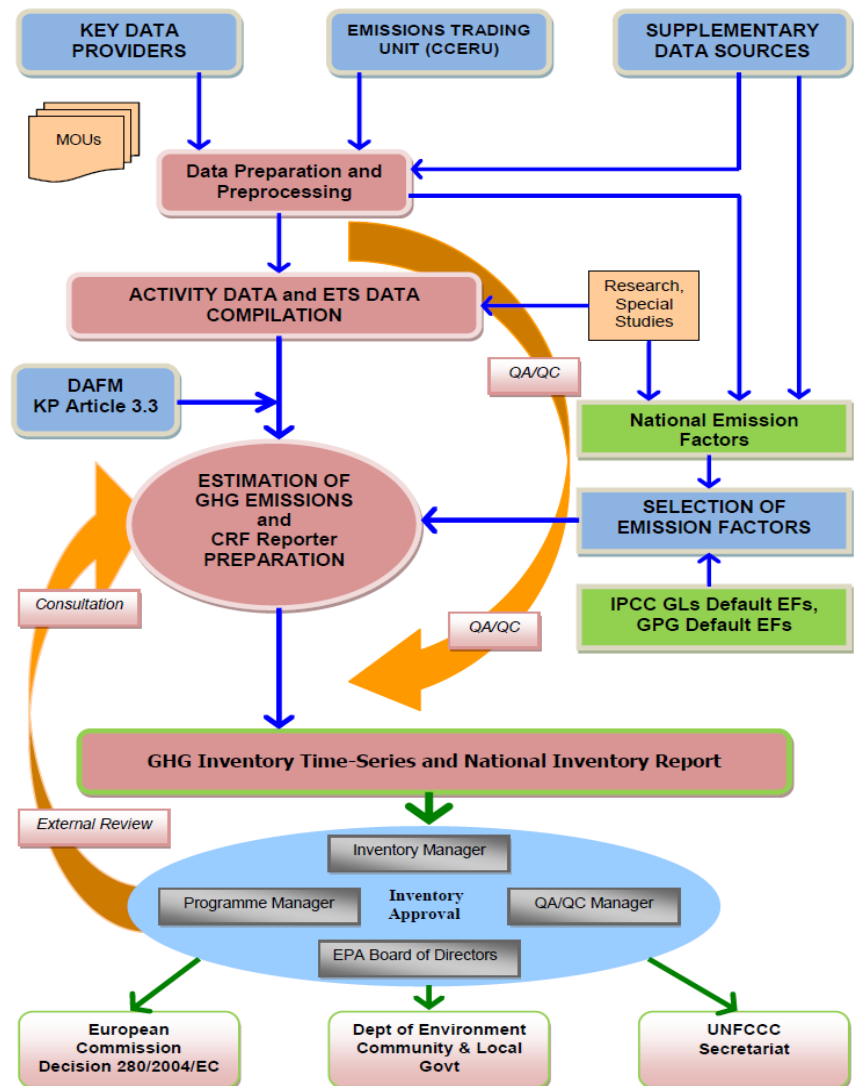 KEY DATA
PROVIDERS
EMISSIONS TRADING
UNIT (CCERU)
SUPPLEMENTARY
DATA SOURCES
MOUs
Data Preparation and
Preprocessing
ACTIVITY DATA and ETS DATA
COMPILATION
Research,
Special
Studies
QA/QC
DAFM
KP Article 3.3
National Emission
Factors
ESTIMATION OF
GHG EMISSIONS
and
CRF Reporter
PREPARATION
SELECTION OF
EMISSION FACTORS
Consultation
QA/QC
IPCC GLs Default EFs,
GPG Default EFs
GHG Inventory Time-Series and National Inventory Report
External Review
Inventory Manager
Programme Manager
Inventory
Approval
QA/QC Manager
EPA Board of Directors
European
Commission
Decision 280/2004/EC
Dept of Environment
Community & Local
Govt
UNFCCC
Secretariat